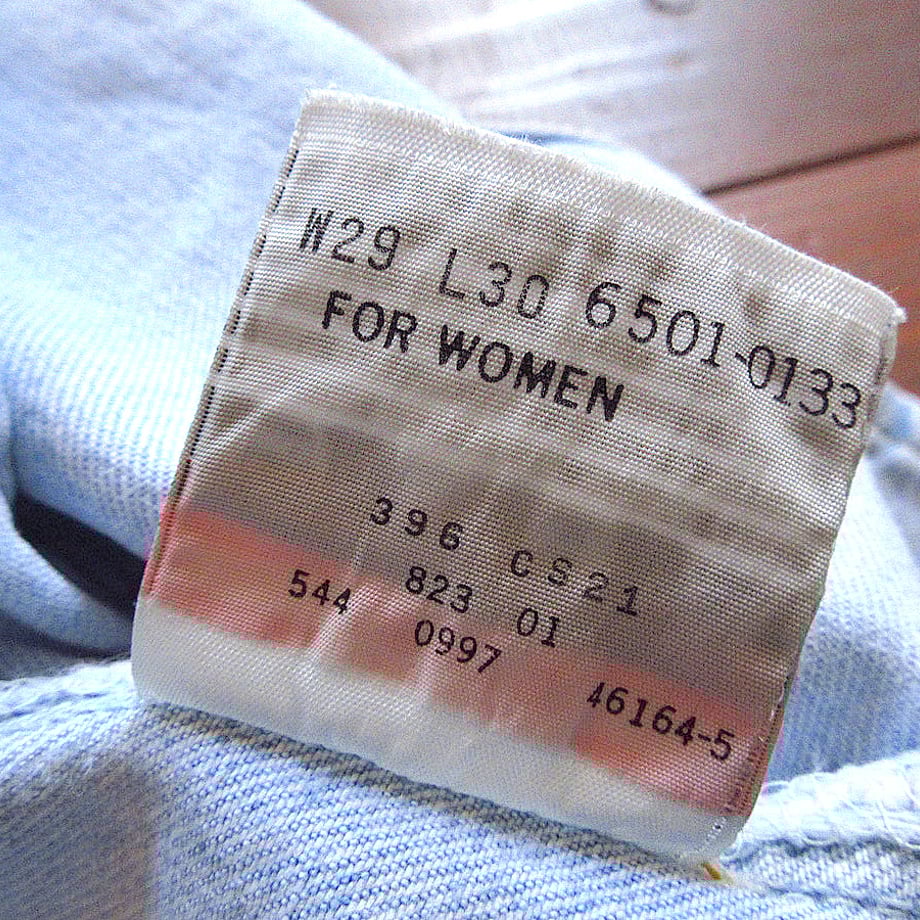 W29 L30 6501-0133
FOR WOMEN
396 CS21
823 01
544 0997 46164-5